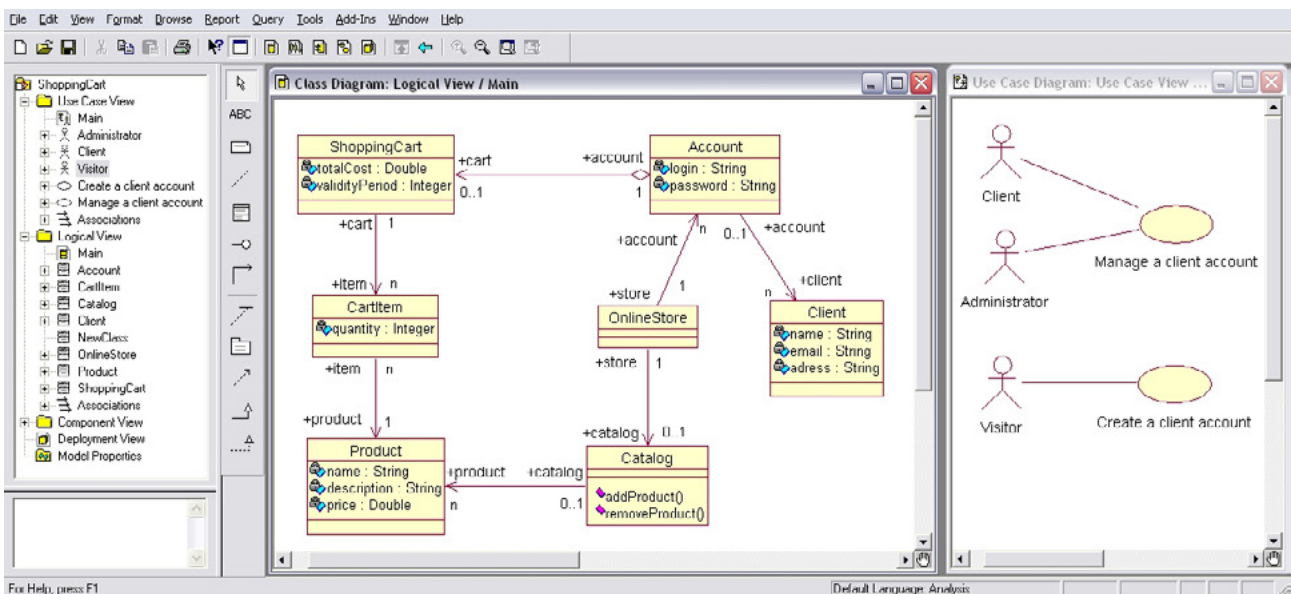 File Edit View Format Browse Report Query Tools Add-Ins Window Help
ShoppingCart
Use Case View
Main
Administrator
Client
Visitor
Create a client account
Manage a client account
Associations
Logical View
Main
Account
CartItem
Catalog
Client
NewClass
OnlineStore
Product
ShoppingCart
Associations
Component View
Deployment View
Model Properties
ABC
Class Diagram: Logical View / Main
ShoppingCart
totalCost : Double
validityPeriod : Integer
+cart
0..1
+account
1
Account
login : String
password : String
+cart 1
+item n
CartItem
quantity : Integer
+item n
+product 1
Product
name : String
description : String
price : Double
+account n
+store 1
OnlineStore
+store 1
+catalog 0..1
Catalog
addProduct()
removeProduct()
+product
n
+catalog
0..1
0..1 +account
+client
n
Client
name : String
email : String
adress : String
Use Case Diagram: Use Case View ...
Client
Manage a client account
Administrator
Visitor
Create a client account
For Help, press F1
Default Language: Analysis